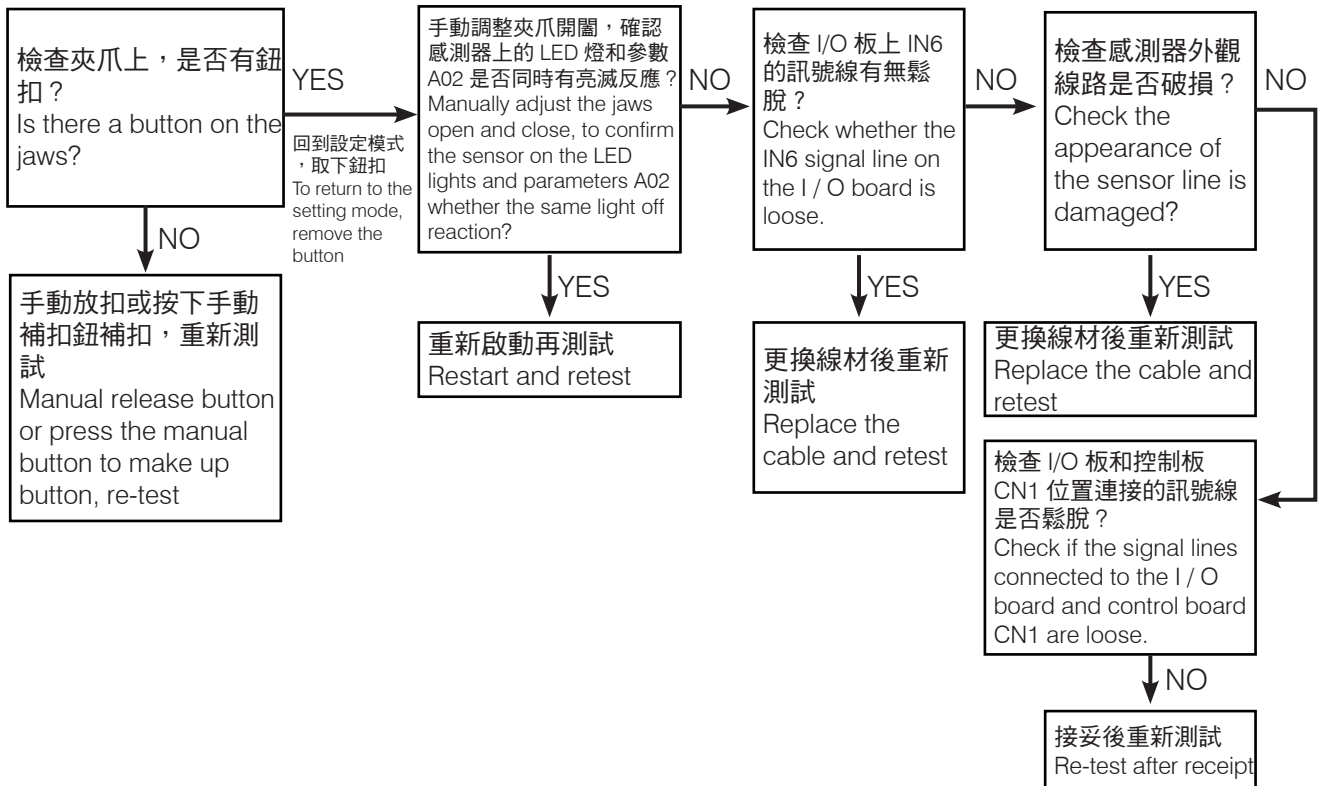 檢查夾爪上，是否有鈕
扣？
Is there a button on the
jaws?
YES
回到設定模式
，取下鈕扣
To return to the
setting mode,
remove the
button
NO
手動放扣或按下手動
補扣鈕補扣，重新測
試
Manual release button
or press the manual
button to make up
button, re-test
手動調整夾爪開闔，確認
感測器上的 LED 燈和參數
A02 是否同時有亮滅反應？
Manually adjust the jaws
open and close, to confirm
the sensor on the LED
lights and parameters A02
whether the same light off
reaction?
NO
YES
重新啟動再測試
Restart and retest
檢查 I/O 板上 IN6
的訊號線有無鬆
脫？
Check whether the
IN6 signal line on
the I / O board is
loose.
NO
YES
更換線材後重新
測試
Replace the
cable and retest
檢查感測器外觀
線路是否破損？
Check the
appearance of
the sensor line is
damaged?
NO
YES
更換線材後重新測試
Replace the cable and
retest
檢查 I/O 板和控制板
CN1 位置連接的訊號線
是否鬆脫？
Check if the signal lines
connected to the I / O
board and control board
CN1 are loose.
NO
接妥後重新測試
Re-test after receipt